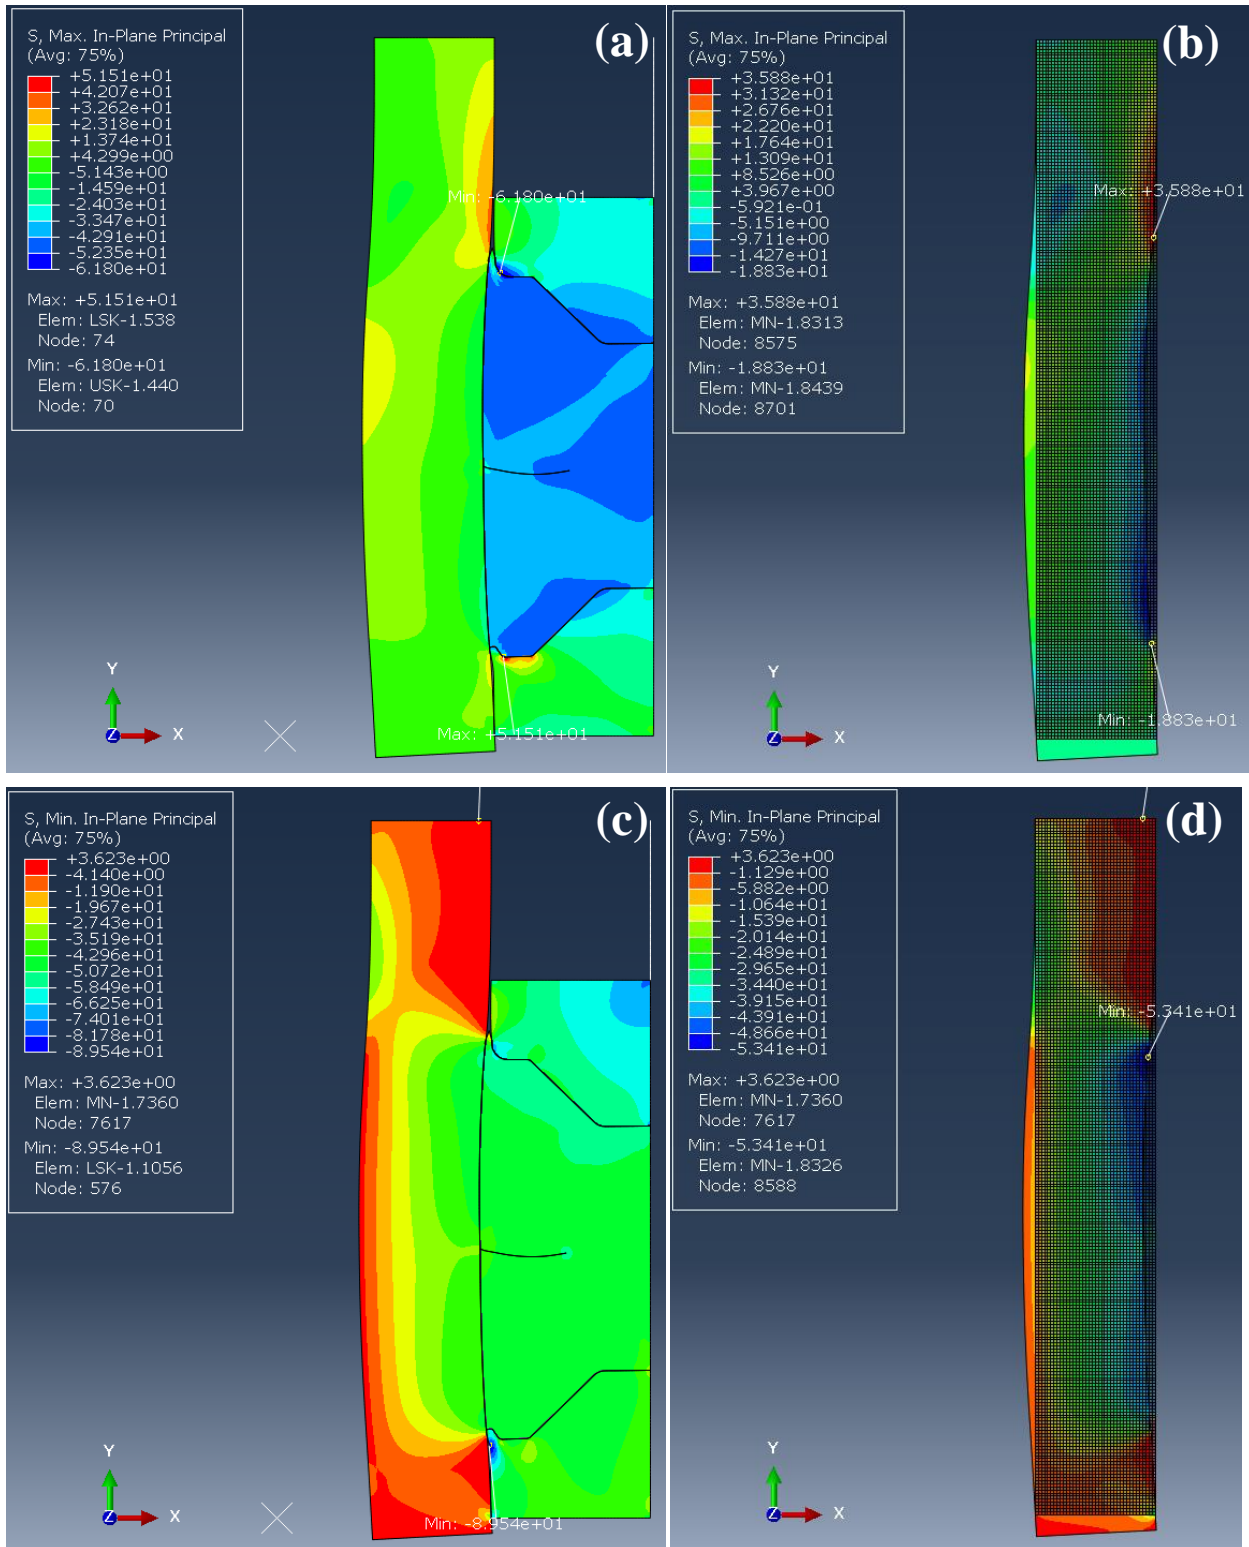 (a)
S, Max. In-Plane Principal
(Avg: 75%)
+5.151e+01
+4.207e+01
+3.262e+01
+2.318e+01
+1.374e+01
+4.299e+00
-5.143e+00
-1.459e+01
-2.403e+01
-3.347e+01
-4.291e+01
-5.235e+01
-6.180e+01
Max: +5.151e+01
Elem: LSK-1.538
Node: 74
Min: -6.180e+01
Elem: USK-1.440
Node: 70
Min: -6.180e+01
Max: +5.151e+01
Y
Z
X
(b)
S, Max. In-Plane Principal
(Avg: 75%)
+3.588e+01
+3.132e+01
+2.676e+01
+2.220e+01
+1.764e+01
+1.309e+01
+8.526e+00
+3.967e+00
-5.921e-01
-5.151e+00
-9.711e+00
-1.427e+01
-1.883e+01
Max: +3.588e+01
Elem: MN-1.8313
Node: 8575
Min: -1.883e+01
Elem: MN-1.8439
Node: 8701
Max: +3.588e+01
Min: -1.883e+01
Y
Z
X
(c)
S, Min. In-Plane Principal
(Avg: 75%)
+3.623e+00
-4.140e+00
-1.190e+01
-1.967e+01
-2.743e+01
-3.519e+01
-4.296e+01
-5.072e+01
-5.849e+01
-6.625e+01
-7.401e+01
-8.178e+01
-8.954e+01
Max: +3.623e+00
Elem: MN-1.7360
Node: 7617
Min: -8.954e+01
Elem: LSK-1.1056
Node: 576
Min: -8.954e+01
Y
Z
X
(d)
S, Min. In-Plane Principal
(Avg: 75%)
+3.623e+00
-1.129e+00
-5.882e+00
-1.064e+01
-1.539e+01
-2.014e+01
-2.489e+01
-2.965e+01
-3.440e+01
-3.915e+01
-4.391e+01
-4.866e+01
-5.341e+01
Max: +3.623e+00
Elem: MN-1.7360
Node: 7617
Min: -5.341e+01
Elem: MN-1.8326
Node: 8588
Min: -5.341e+01
Y
Z
X